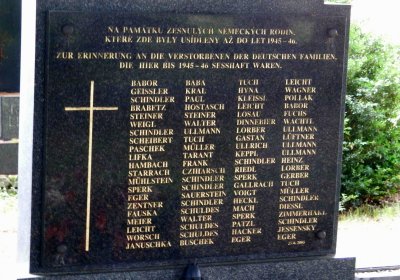 NA PAMÁTKU ZESNULÝCH NĚMECKÝCH RODIN,
KTERÉ ZDE BYLY USÍDLENY AŽ DO LET 1945 - 46.
ZUR ERINNERUNG AN DIE VERSTORBENEN DER DEUTSCHEN FAMILIEN,
DIE HIER BIS 1945 - 46 SESSHAFT WAREN.
BABOR BABA TUCH LEICHT
GEISSLER KRAL HYNA WAGNER
SCHINDLER PAUL KLEISSL POLLAK
BRABETZ HOSTASCH LEICHT BABOR
STEINER STEINER LOSAU FUCHS
WEIGL WALTER DINNEBIER WACHTL
SCHINDLER ULLMANN LORBER ULLMANN
SCHEIBERT TUCH GASTAN LÜFTNER
PASCHEK MÜLLER ULLRICH ULLMANN
LIFKA TARANT KEPPL ULLMANN
HAMBACH FRANK SCHINDLER HEINZ
STARRACH CZIHARSCH RIEDL LERBER
MÜHLSTEIN SCHINDLER SPERK GERBER
SPERK SPERK GALLRACH TUCH
EGER SAUERSTEIN VOIGT MÜLLER
ZENTNER SCHINDLER HECKL SCHINDLER
FAUSKA SCHULDES MACH DIESSL
MEIER WALTER SPERK ZIMMERHAKL
LEICHT SCHULDES PATZL SCHINDLER
WORSCH SCHULDES HACKER JESSENSKY
JANUSCHKA BUSCHEK EGER EGER